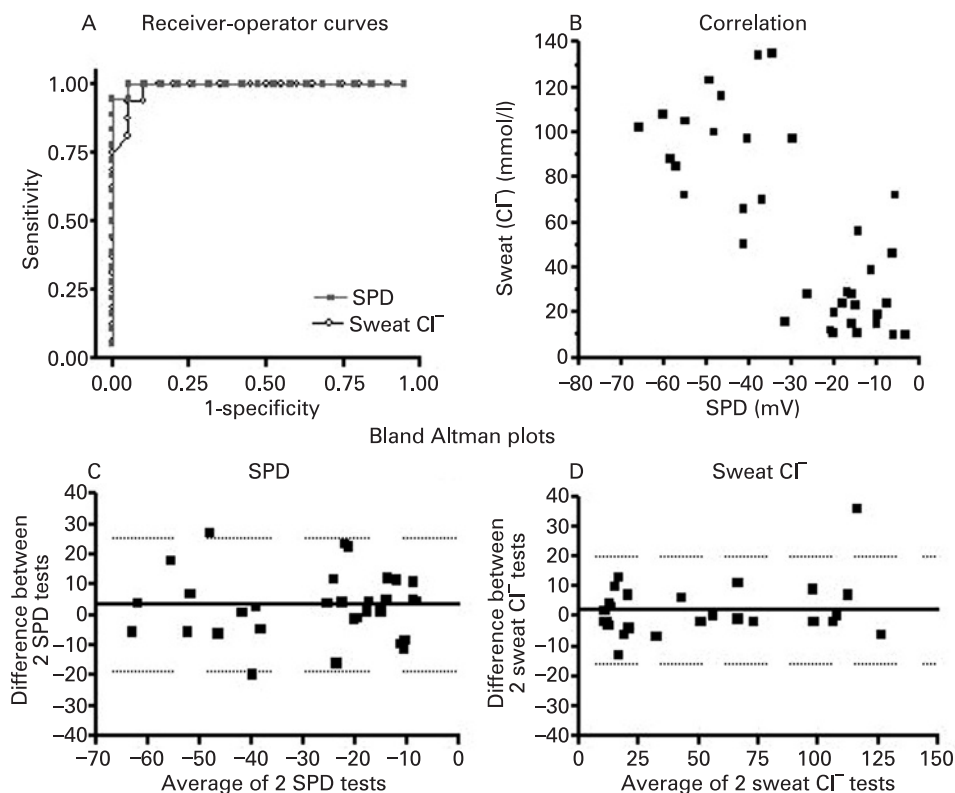 A Receiver-operator curves
1.00
0.75
0.50
0.25
0.00
Sensitivity
SPD
Sweat Cl⁻
0.00 0.25 0.50 0.75 1.00
1-specificity
B Correlation
140
120
100
80
60
40
20
0
Sweat (Cl⁻) (mmol/l)
−80 −70 −60 −50 −40 −30 −20 −10 0
SPD (mV)
Bland Altman plots
C SPD
40
30
20
10
0
−10
−20
−30
−40
Difference between
2 SPD tests
−70 −60 −50 −40 −30 −20 −10 0
Average of 2 SPD tests
D Sweat Cl⁻
40
30
20
10
0
−10
−20
−30
−40
Difference between
2 sweat Cl⁻ tests
0 25 50 75 100 125 150
Average of 2 sweat Cl⁻ tests